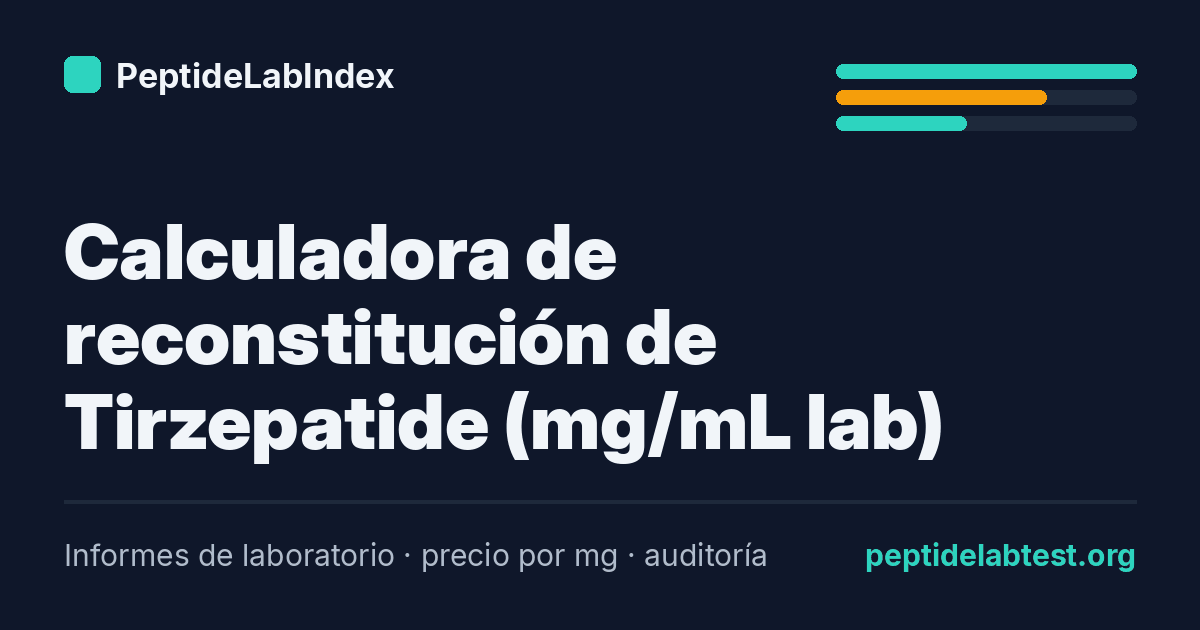 PeptideLabIndex
Calculadora de
reconstitución de
Tirzepatide (mg/mL lab)
Informes de laboratorio · precio por mg · auditoría
peptidelabtest.org